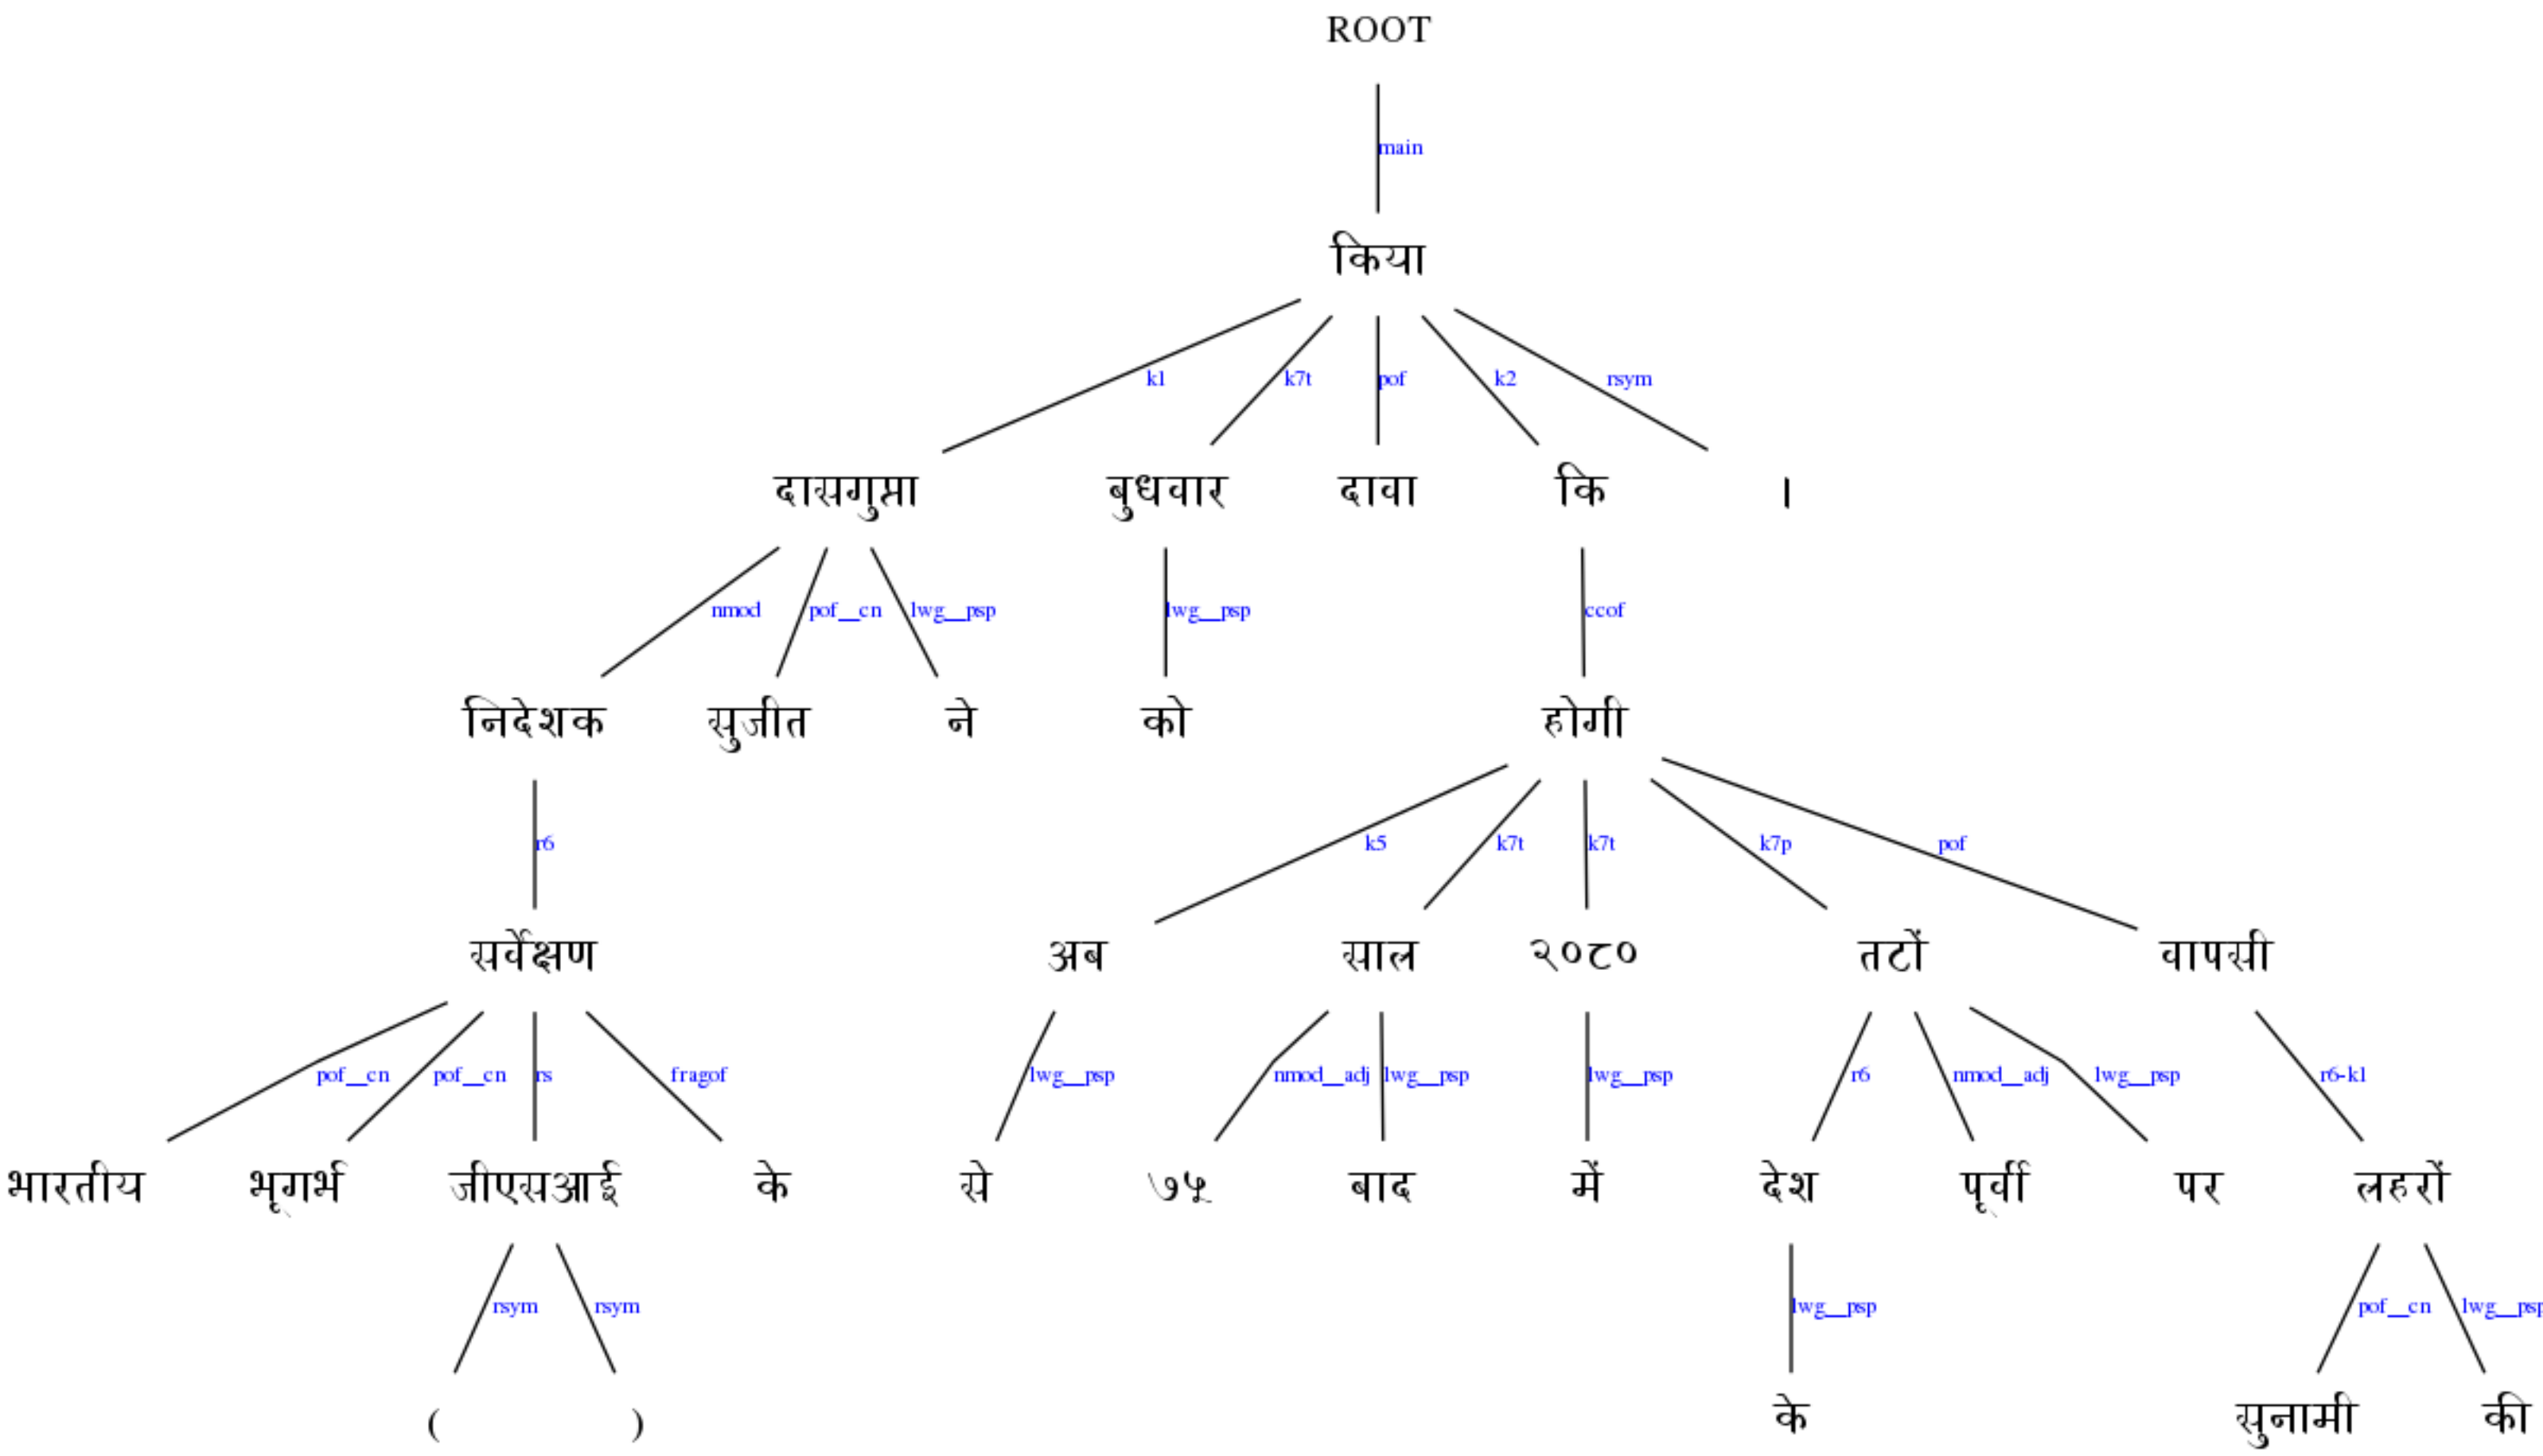 ROOT
main
किया
k1 k7t pof k2 rsym
दासगुप्ता बुधवार दावा कि ।
nmod pof__cn lwg__psp lwg__psp ccof
निदेशक सुजीत ने को होगी
r6 k5 k7t k7t k7p pof
सर्वेक्षण अब साल २०८० तटों वापसी
pof__cn pof__cn rs fragof lwg__psp nmod__adj lwg__psp lwg__psp r6 nmod__adj lwg__psp r6-k1
भारतीय भूगर्भ जीएसआई के से ७५ बाद में देश पूर्वी पर लहरों
rsym rsym lwg__psp pof__cn lwg__psp
( ) के सुनामी की